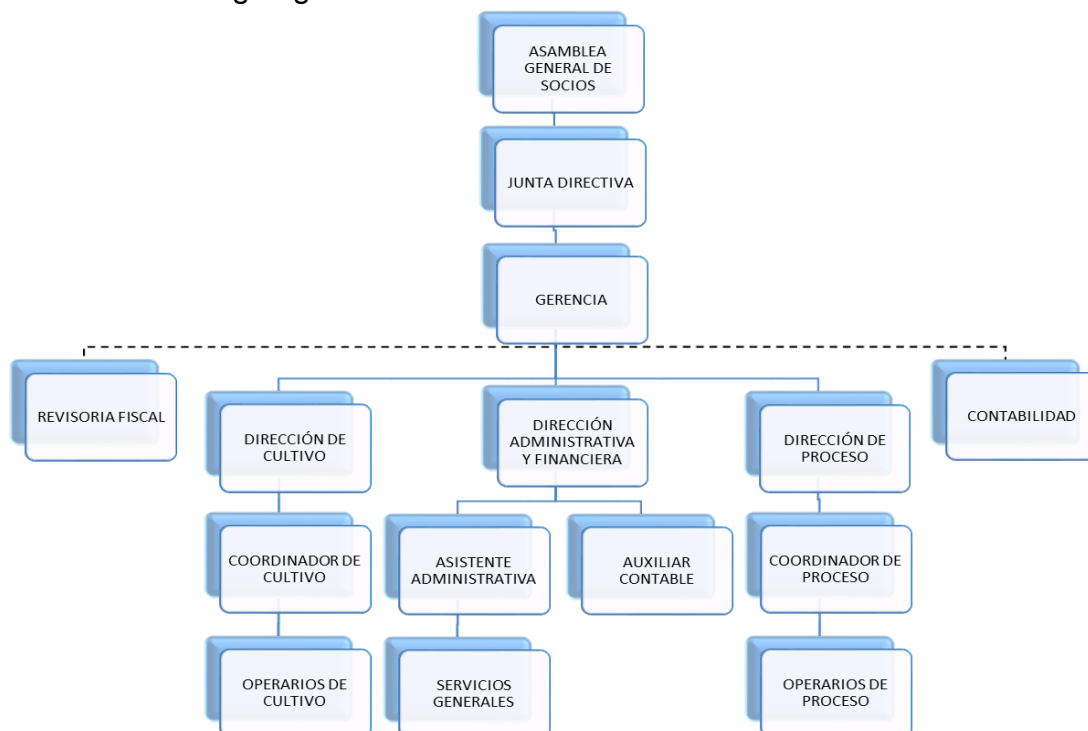 ASAMBLEA
GENERAL DE
SOCIOS
JUNTA DIRECTIVA
GERENCIA
REVISORIA FISCAL
DIRECCIÓN DE
CULTIVO
DIRECCIÓN
ADMINISTRATIVA
Y FINANCIERA
DIRECCIÓN DE
PROCESO
CONTABILIDAD
COORDINADOR DE
CULTIVO
ASISTENTE
ADMINISTRATIVA
AUXILIAR
CONTABLE
COORDINADOR DE
PROCESO
OPERARIOS DE
CULTIVO
SERVICIOS
GENERALES
OPERARIOS DE
PROCESO